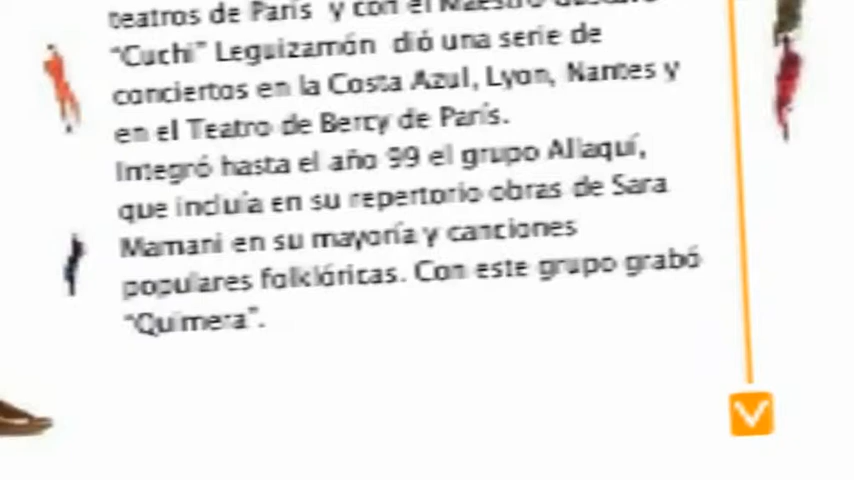 teatros de París y con el Maestro Gustavo
“Cuchi” Leguizamón dió una serie de
conciertos en la Costa Azul, Lyon, Nantes y
en el Teatro de Bercy de París.
Integró hasta el año 99 el grupo Allaquí,
que incluía en su repertorio obras de Sara
Mamani en su mayoría y canciones
populares folklóricas. Con este grupo grabó
“Quimera”.